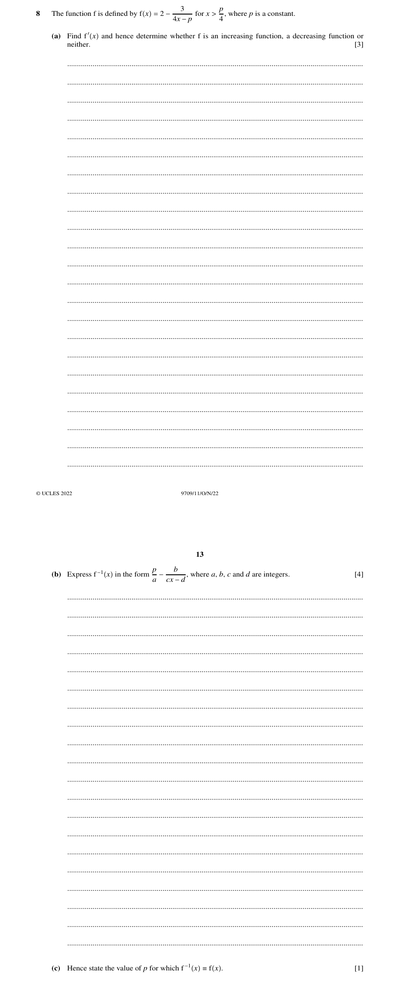 8 The function f is defined by f(x) = 2 − 3/(4x − p) for x > p/4, where p is a constant.
(a) Find f′(x) and hence determine whether f is an increasing function, a decreasing function or
neither. [3]
© UCLES 2022 9709/11/O/N/22
13
(b) Express f⁻¹(x) in the form p/a − b/(cx − d), where a, b, c and d are integers. [4]
(c) Hence state the value of p for which f⁻¹(x) ≡ f(x). [1]